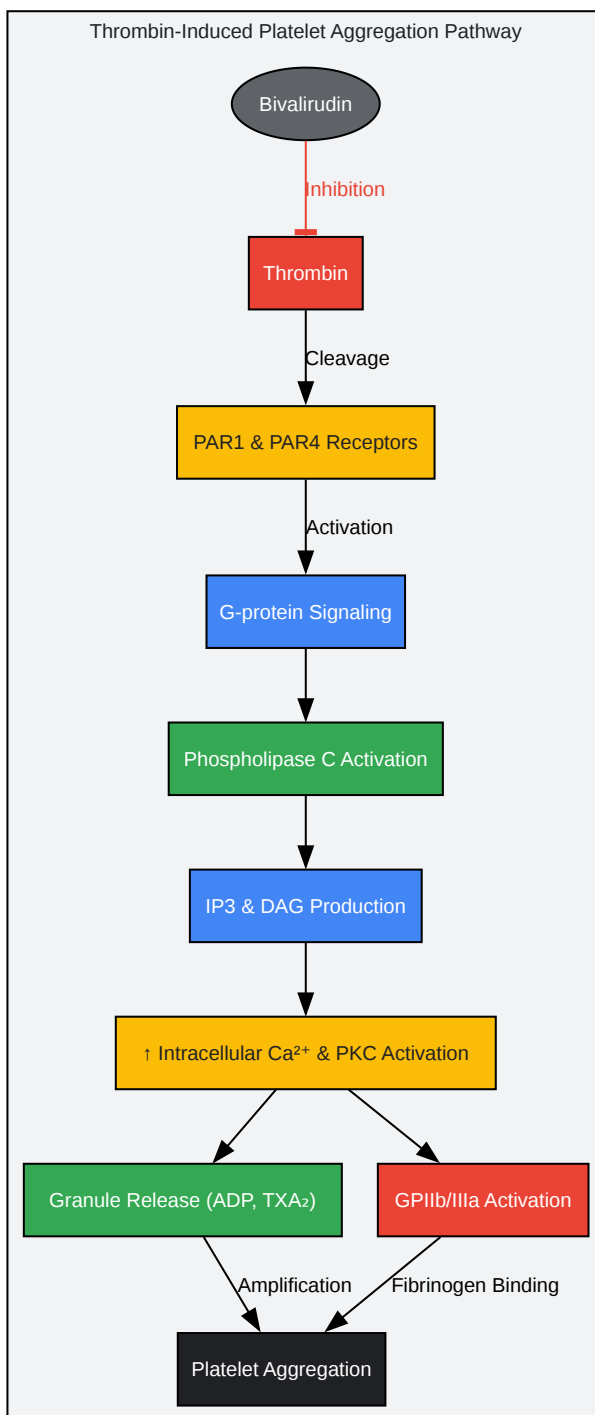 Thrombin-Induced Platelet Aggregation Pathway
Bivalirudin
Inhibition
Thrombin
Cleavage
PAR1 & PAR4 Receptors
Activation
G-protein Signaling
Phospholipase C Activation
IP3 & DAG Production
↑ Intracellular Ca²⁺ & PKC Activation
Granule Release (ADP, TXA₂)
GPIIb/IIIa Activation
Amplification
Fibrinogen Binding
Platelet Aggregation